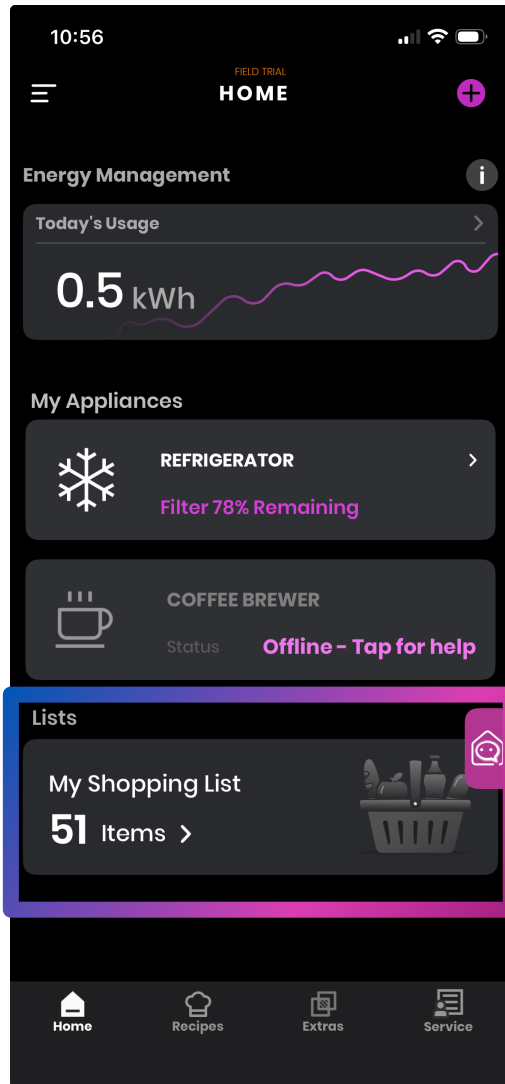 10:56
FIELD TRIAL
HOME
Energy Management
i
Today's Usage
0.5 kWh
My Appliances
REFRIGERATOR
Filter 78% Remaining
COFFEE BREWER
Status Offline - Tap for help
Lists
My Shopping List
51 Items >
Home Recipes Extras Service